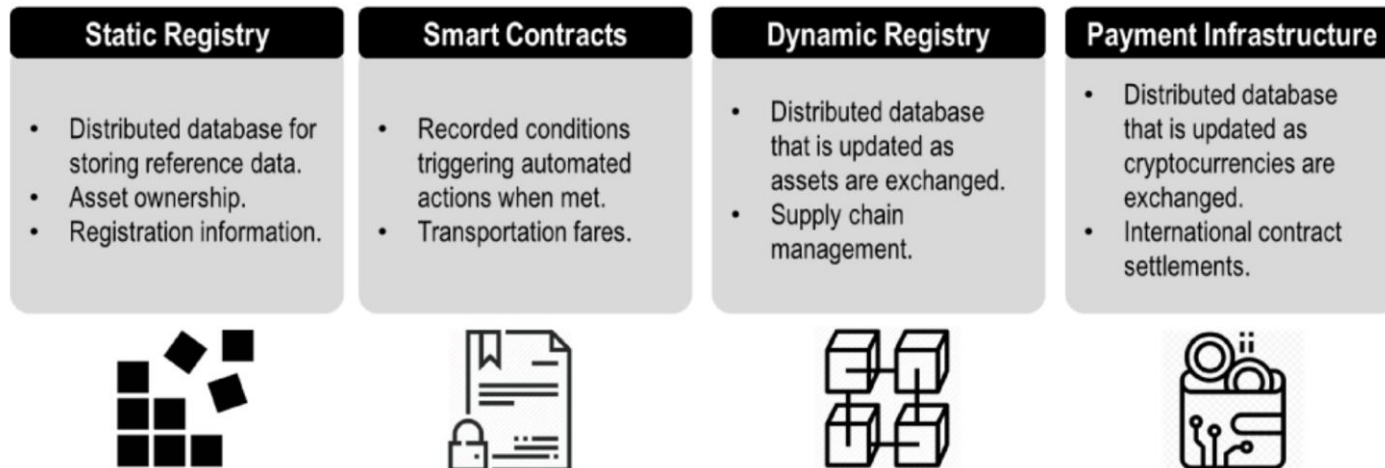 Static Registry
• Distributed database for
storing reference data.
• Asset ownership.
• Registration information.
Smart Contracts
• Recorded conditions
triggering automated
actions when met.
• Transportation fares.
Dynamic Registry
• Distributed database
that is updated as
assets are exchanged.
• Supply chain
management.
Payment Infrastructure
• Distributed database
that is updated as
cryptocurrencies are
exchanged.
• International contract
settlements.